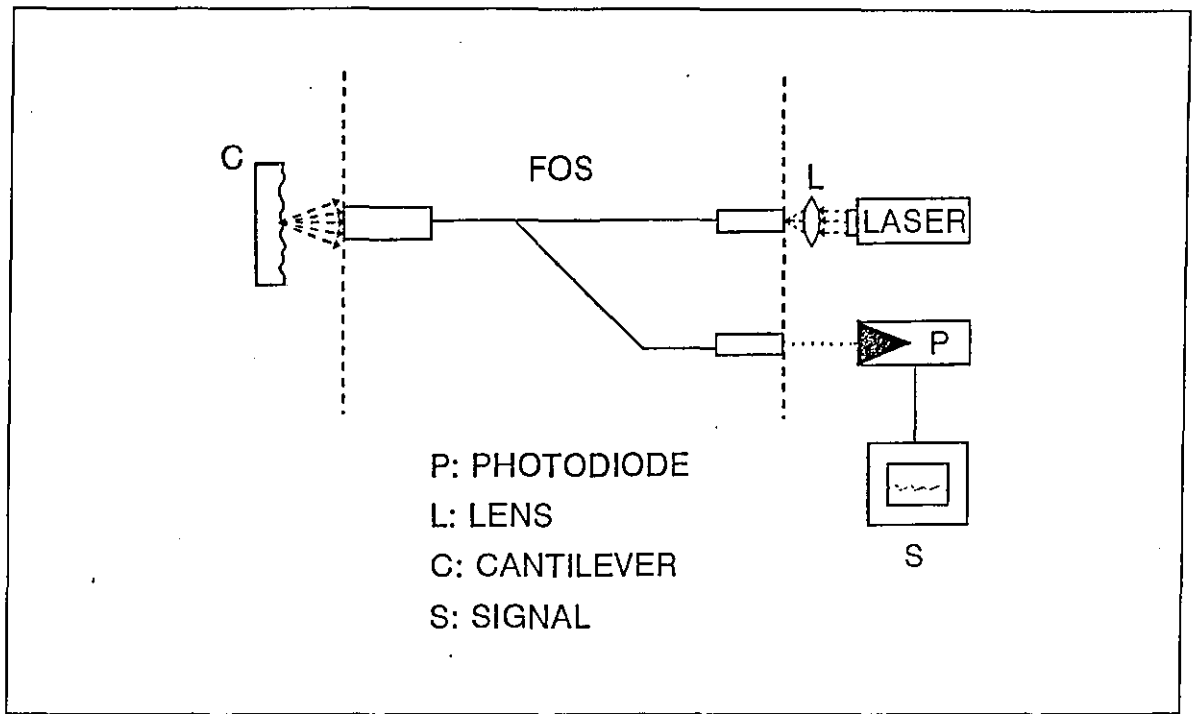 C
FOS
L
LASER
P
P: PHOTODIODE
L: LENS
C: CANTILEVER
S: SIGNAL
S